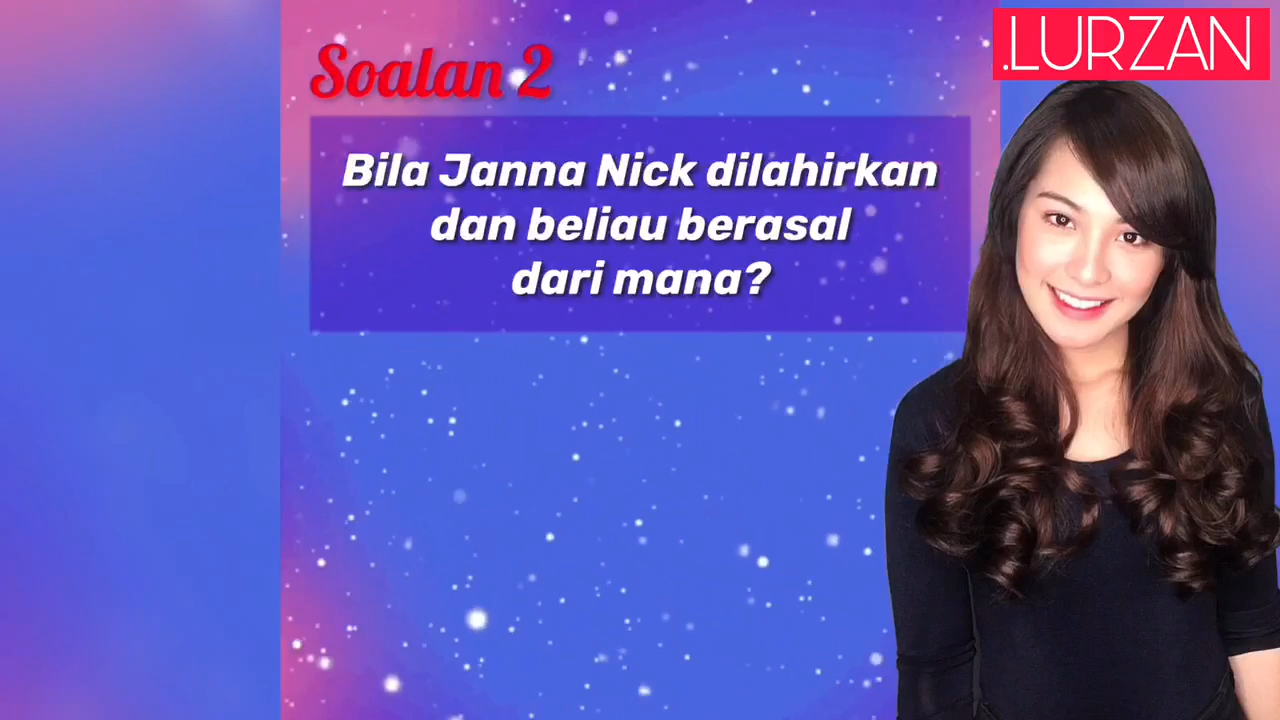 .LURZAN
Soalan 2
Bila Janna Nick dilahirkan
dan beliau berasal
dari mana?